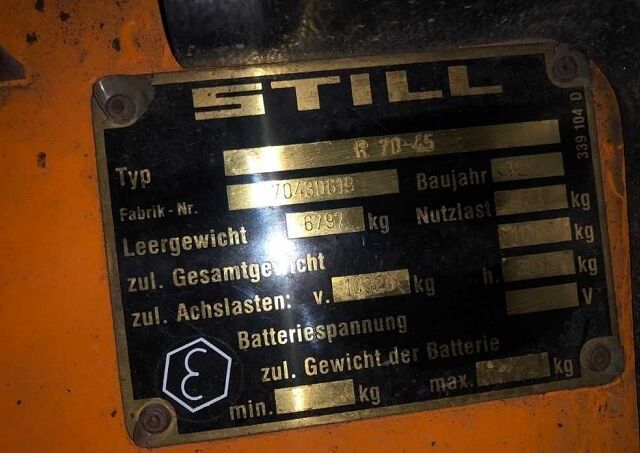 STILL
339 104 D
Typ R 70-45
Fabrik-Nr. Baujahr
Leergewicht 6797 kg Nutzlast kg
zul. Gesamtgewicht kg
zul. Achslasten: v. kg h. kg
Batteriespannung V
zul. Gewicht der Batterie
min. kg max. kg